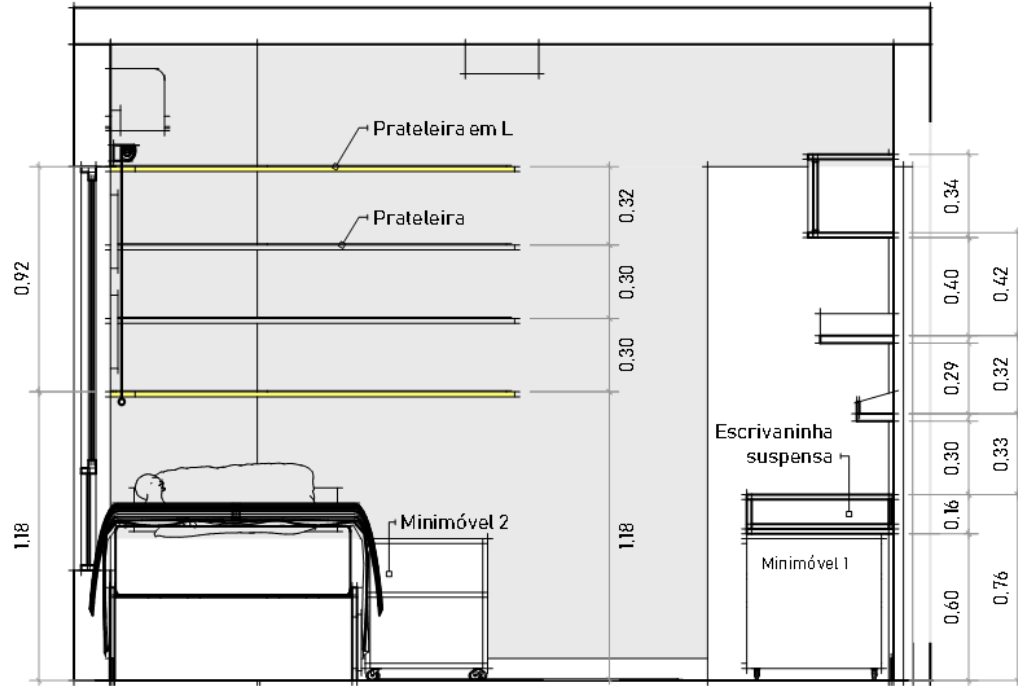 Prateleira em L
Prateleira
0,32
0,30
0,30
1,18
0,92
1,18
Minimóvel 2
Escrivaninha
suspensa
Minimóvel 1
0,34
0,40
0,29
0,30
0,16
0,60
0,42
0,32
0,33
0,76